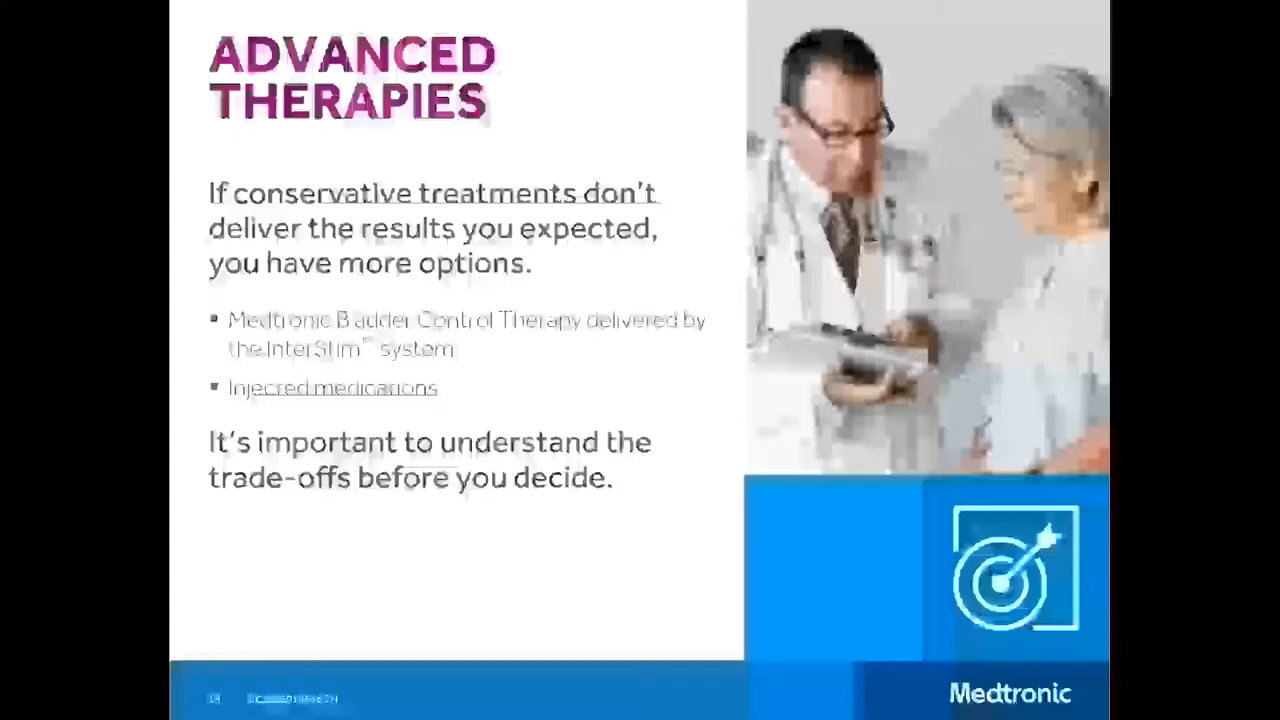 ADVANCED
THERAPIES
If conservative treatments don't
deliver the results you expected,
you have more options.
▪ Medtronic Bladder Control Therapy delivered by
the InterStim™ system
▪ Injected medications
It's important to understand the
trade-offs before you decide.
Medtronic